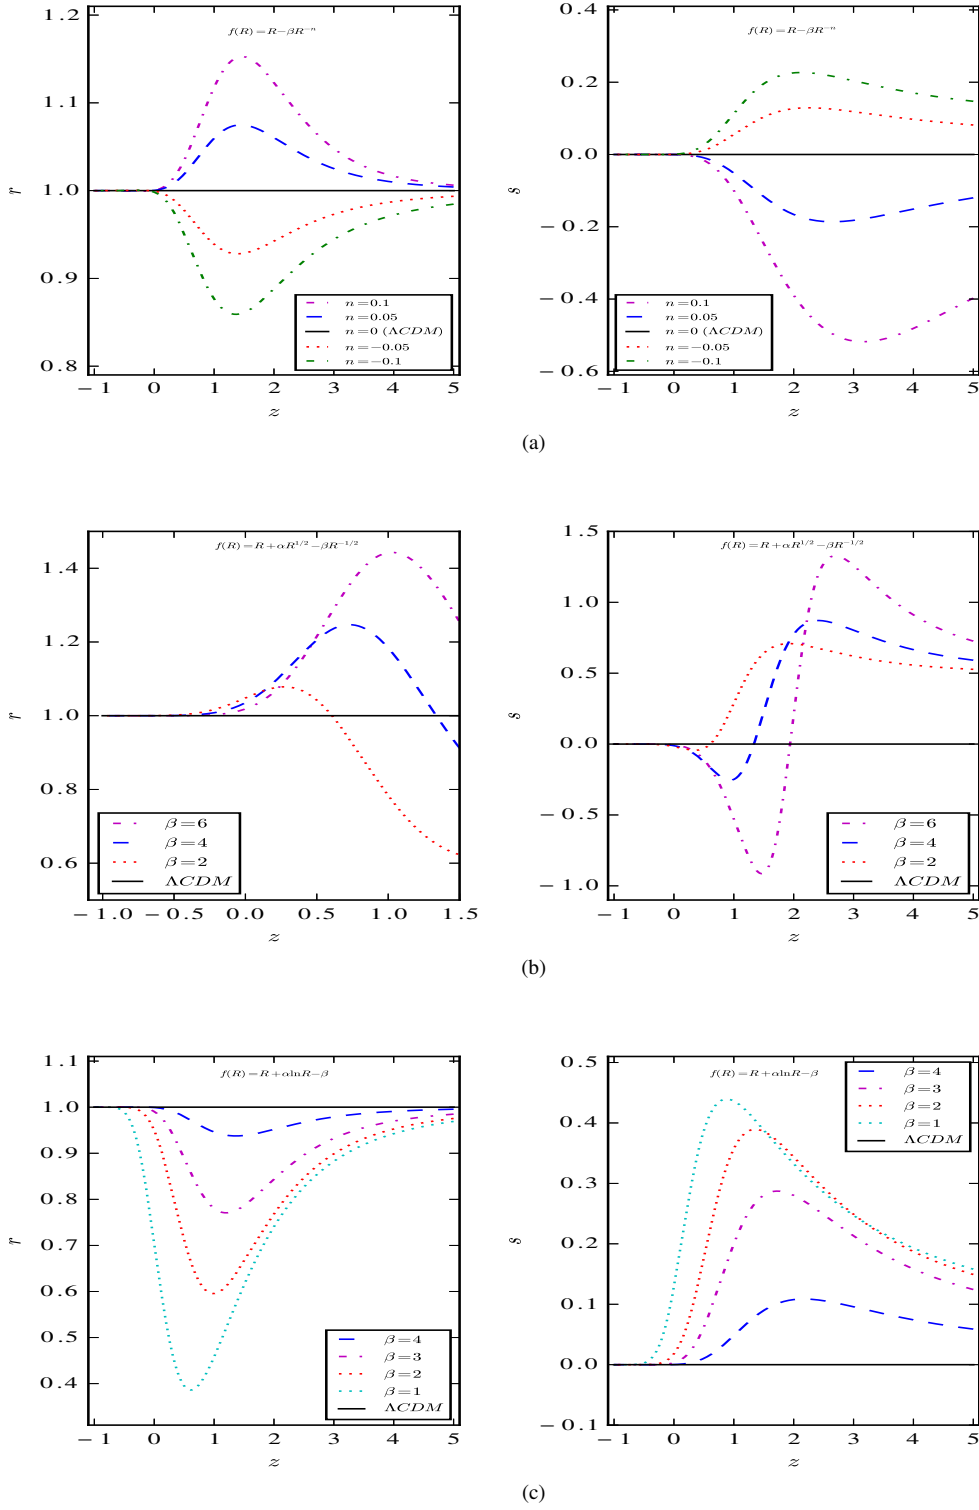 f(R)=R−βR⁻ⁿ
1.2
1.1
1.0
0.9
0.8
r
n=0.1
n=0.05
n=0 (ΛCDM)
n=−0.05
n=−0.1
−1 0 1 2 3 4 5
z
f(R)=R−βR⁻ⁿ
0.4
0.2
0.0
−0.2
−0.4
−0.6
s
n=0.1
n=0.05
n=0 (ΛCDM)
n=−0.05
n=−0.1
−1 0 1 2 3 4 5
z
(a)
f(R)=R+αR^{1/2}−βR^{−1/2}
1.4
1.2
1.0
0.8
0.6
r
β=6
β=4
β=2
ΛCDM
−1.0 −0.5 0.0 0.5 1.0 1.5
z
f(R)=R+αR^{1/2}−βR^{−1/2}
1.5
1.0
0.5
0.0
−0.5
−1.0
s
β=6
β=4
β=2
ΛCDM
−1 0 1 2 3 4 5
z
(b)
f(R)=R+αlnR−β
1.1
1.0
0.9
0.8
0.7
0.6
0.5
0.4
r
β=4
β=3
β=2
β=1
ΛCDM
−1 0 1 2 3 4 5
z
f(R)=R+αlnR−β
0.5
0.4
0.3
0.2
0.1
0.0
−0.1
s
β=4
β=3
β=2
β=1
ΛCDM
−1 0 1 2 3 4 5
z
(c)